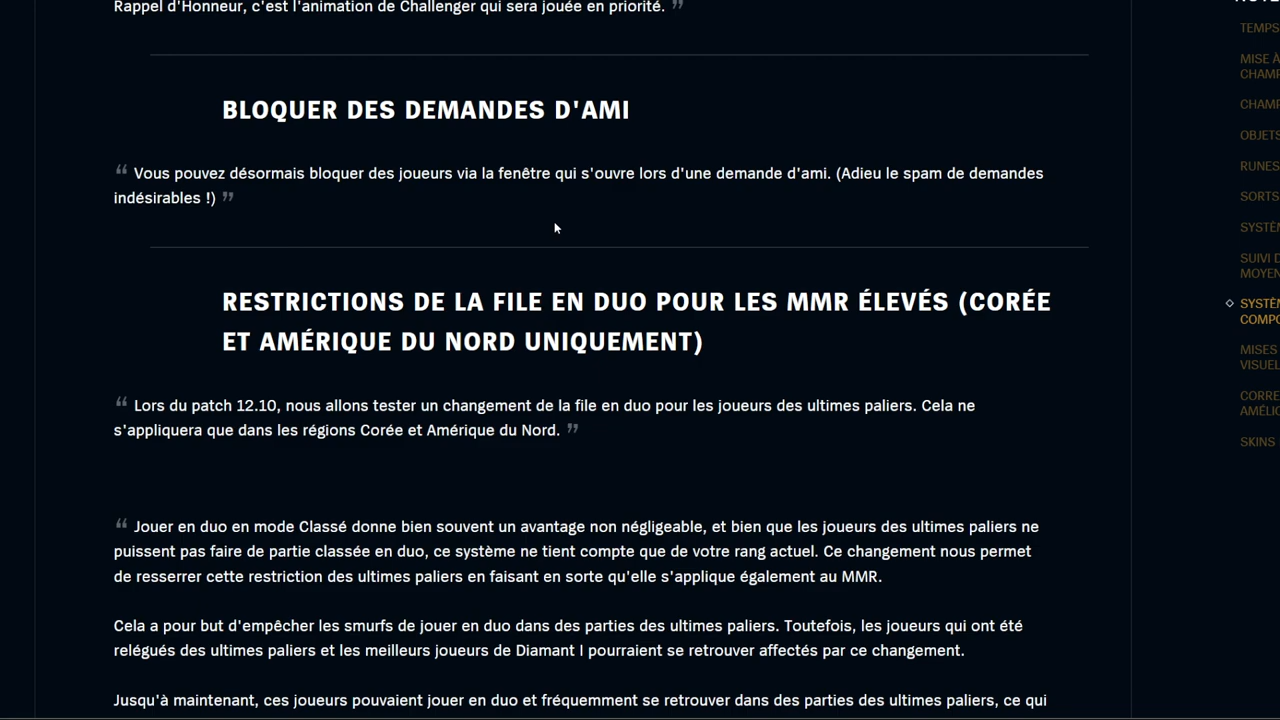 Rappel d'Honneur, c'est l'animation de Challenger qui sera jouée en priorité. ”
BLOQUER DES DEMANDES D'AMI
“ Vous pouvez désormais bloquer des joueurs via la fenêtre qui s'ouvre lors d'une demande d'ami. (Adieu le spam de demandes
indésirables !) ”
RESTRICTIONS DE LA FILE EN DUO POUR LES MMR ÉLEVÉS (CORÉE
ET AMÉRIQUE DU NORD UNIQUEMENT)
“ Lors du patch 12.10, nous allons tester un changement de la file en duo pour les joueurs des ultimes paliers. Cela ne
s'appliquera que dans les régions Corée et Amérique du Nord. ”
“ Jouer en duo en mode Classé donne bien souvent un avantage non négligeable, et bien que les joueurs des ultimes paliers ne
puissent pas faire de partie classée en duo, ce système ne tient compte que de votre rang actuel. Ce changement nous permet
de resserrer cette restriction des ultimes paliers en faisant en sorte qu'elle s'applique également au MMR.
Cela a pour but d'empêcher les smurfs de jouer en duo dans des parties des ultimes paliers. Toutefois, les joueurs qui ont été
relégués des ultimes paliers et les meilleurs joueurs de Diamant I pourraient se retrouver affectés par ce changement.
Jusqu'à maintenant, ces joueurs pouvaient jouer en duo et fréquemment se retrouver dans des parties des ultimes paliers, ce qui
TEMPS
MISE À
CHAMP
CHAMP
OBJETS
RUNES
SORTS
SYSTÈ
SUIVI D
MOYEN
SYSTÈM
COMPO
MISES
VISUEL
CORRE
AMÉLIO
SKINS